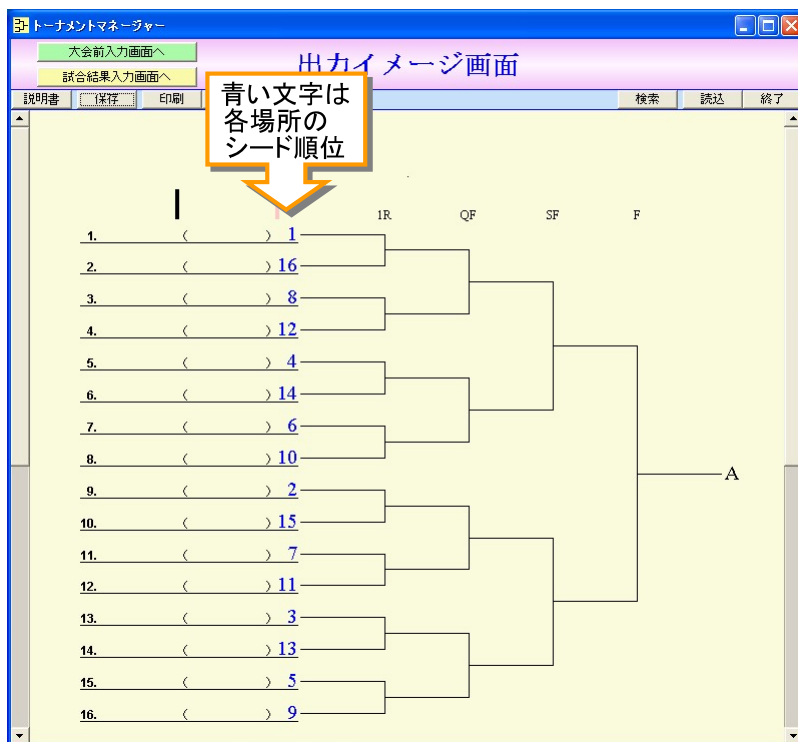 トーナメントマネージャー
大会前入力画面へ
試合結果入力画面へ
出力イメージ画面
説明書 保存 印刷 検索 読込 終了
青い文字は
各場所の
シード順位
1R QF SF F
1. ( ) 1
2. ( ) 16
3. ( ) 8
4. ( ) 12
5. ( ) 4
6. ( ) 14
7. ( ) 6
8. ( ) 10
A
9. ( ) 2
10. ( ) 15
11. ( ) 7
12. ( ) 11
13. ( ) 3
14. ( ) 13
15. ( ) 5
16. ( ) 9